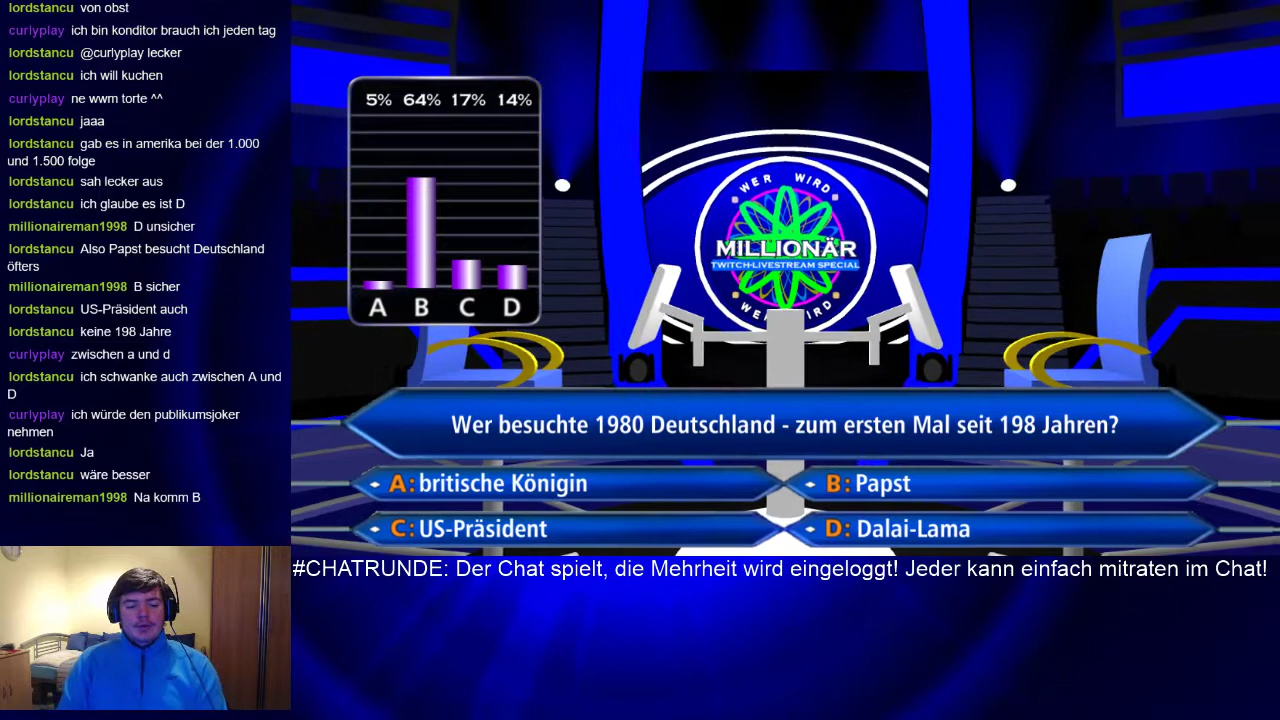 lordstancu von obst
curlyplay ich bin konditor brauch ich jeden tag
lordstancu @curlyplay lecker
lordstancu ich will kuchen
curlyplay ne wwm torte ^^
lordstancu jaaa
lordstancu gab es in amerika bei der 1.000
und 1.500 folge
lordstancu sah lecker aus
lordstancu ich glaube es ist D
millionaireman1998 D unsicher
lordstancu Also Papst besucht Deutschland
öfters
millionaireman1998 B sicher
lordstancu US-Präsident auch
lordstancu keine 198 Jahre
curlyplay zwischen a und d
lordstancu ich schwanke auch zwischen A und
D
curlyplay ich würde den publikumsjoker
nehmen
lordstancu Ja
lordstancu wäre besser
millionaireman1998 Na komm B
5% 64% 17% 14%
A B C D
WER WIRD
MILLIONÄR
TWITCH-LIVESTREAM SPECIAL
WER WIRD
Wer besuchte 1980 Deutschland - zum ersten Mal seit 198 Jahren?
A: britische Königin
B: Papst
C: US-Präsident
D: Dalai-Lama
#CHATRUNDE: Der Chat spielt, die Mehrheit wird eingeloggt! Jeder kann einfach mitraten im Chat!